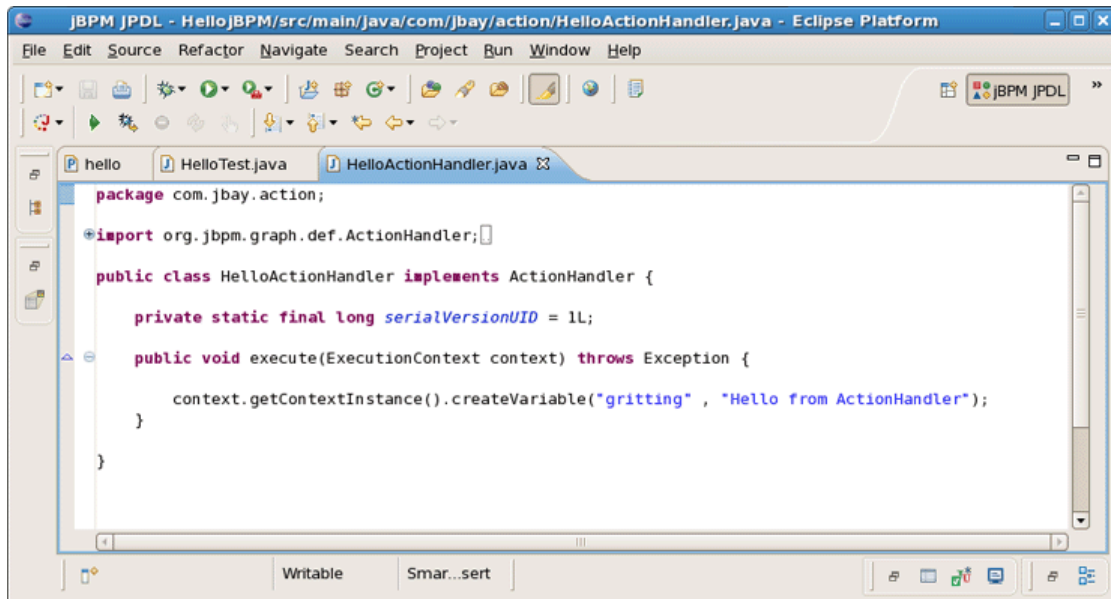 jBPM JPDL - HellojBPM/src/main/java/com/jbay/action/HelloActionHandler.java - Eclipse Platform
File Edit Source Refactor Navigate Search Project Run Window Help
jBPM JPDL »
P hello J HelloTest.java J HelloActionHandler.java
package com.jbay.action;
import org.jbpm.graph.def.ActionHandler;
public class HelloActionHandler implements ActionHandler {
private static final long serialVersionUID = 1L;
public void execute(ExecutionContext context) throws Exception {
context.getContextInstance().createVariable("gritting" , "Hello from ActionHandler");
}
}
Writable Smar...sert